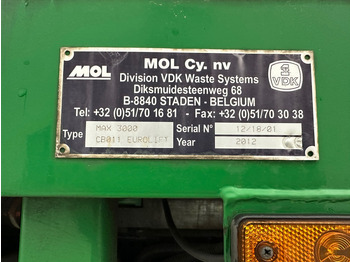 MOL
MOL Cy. nv
VDK
Division VDK Waste Systems
Diksmuidesteenweg 68
B-8840 STADEN - BELGIUM
Tel: +32 (0)51/70 16 81 - Fax: +32 (0)51/70 30 38
Type MAX 3000 Serial N° 12/18/01
CB011 EUROLIFT Year 2012 CE